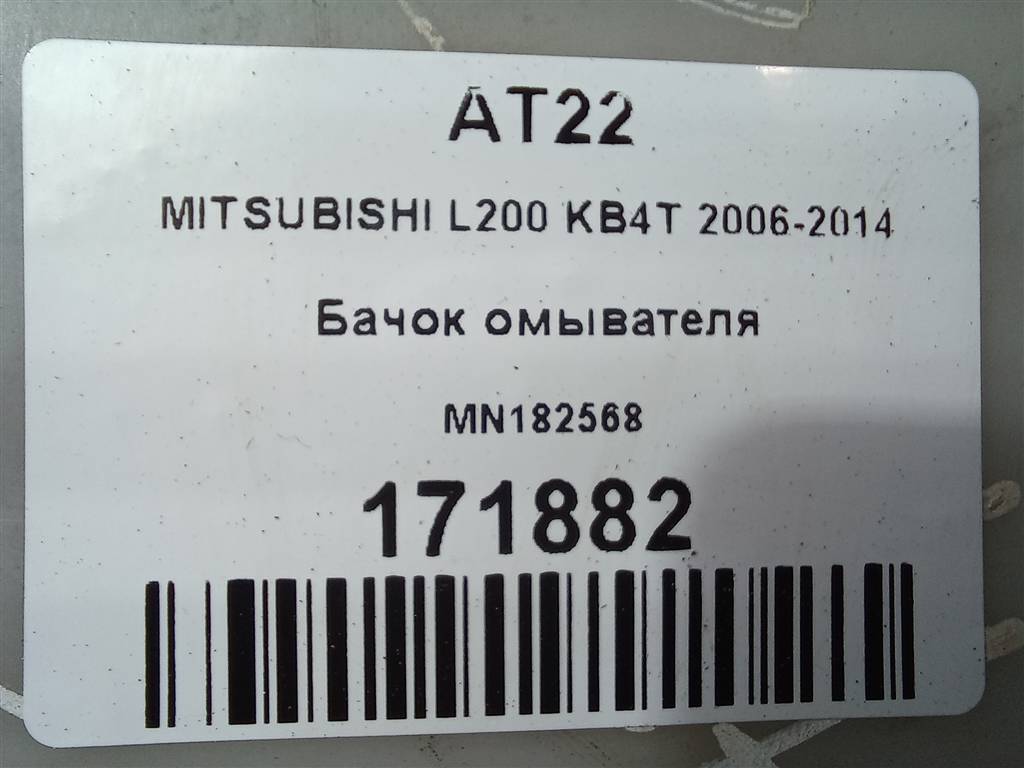 AT22
MITSUBISHI L200 KB4T 2006-2014
Бачок омывателя
MN182568
171882